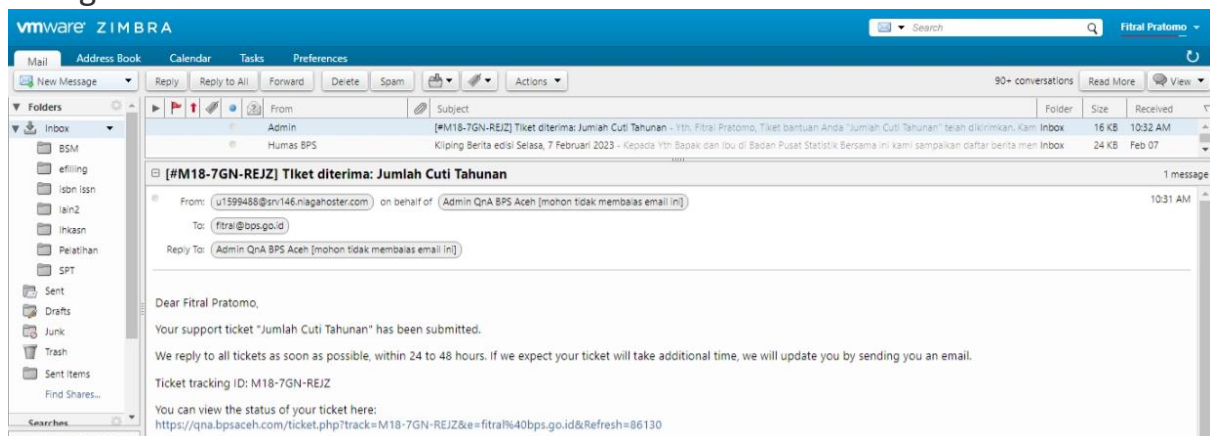 vmware ZIMBRA Search Fitral Pratomo
Mail Address Book Calendar Tasks Preferences
New Message Reply Reply to All Forward Delete Spam Actions 90+ conversations Read More View
Folders From Subject Folder Size Received
Inbox Admin [#M18-7GN-REJZ] Tiket diterima: Jumlah Cuti Tahunan - Yth. Fitral Pratomo, Tiket bantuan Anda "Jumlah Cuti Tahunan" telah dikirimkan. Kam Inbox 16 KB 10:32 AM
BSM Humas BPS Kliping Berita edisi Selasa, 7 Februari 2023 - Kepada Yth Bapak dan Ibu di Badan Pusat Statistik Bersama ini kami sampaikan daftar berita men Inbox 24 KB Feb 07
[#M18-7GN-REJZ] Tiket diterima: Jumlah Cuti Tahunan 1 message
efiling
isbn issn
lain2
lhkasn
Pelatihan
SPT
Sent
Drafts
Junk
Trash
Sent Items
Find Shares...
Searches
From: u1599488@srv146.niagahoster.com on behalf of Admin QnA BPS Aceh [mohon tidak membalas email ini] 10:31 AM
To: fitral@bps.go.id
Reply To: Admin QnA BPS Aceh [mohon tidak membalas email ini]
Dear Fitral Pratomo,
Your support ticket "Jumlah Cuti Tahunan" has been submitted.
We reply to all tickets as soon as possible, within 24 to 48 hours. If we expect your ticket will take additional time, we will update you by sending you an email.
Ticket tracking ID: M18-7GN-REJZ
You can view the status of your ticket here:
https://qna.bpsaceh.com/ticket.php?track=M18-7GN-REJZ&e=fitral%40bps.go.id&Refresh=86130